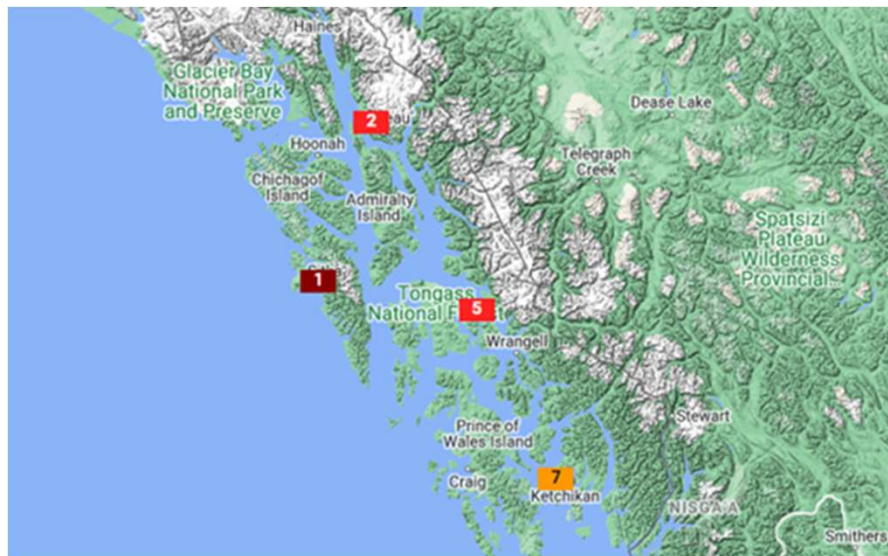 Haines
Glacier Bay
National Park
and Preserve
2
Hoonah
Dease Lake
Telegraph
Creek
Chichagof
Island
Admiralty
Island
Spatsizi
Plateau
Wilderness
Provincial...
1
Tongass
5
Wrangell
Stewart
Prince of
Wales Island
Craig
7
Ketchikan
NISGA'A
Smithers